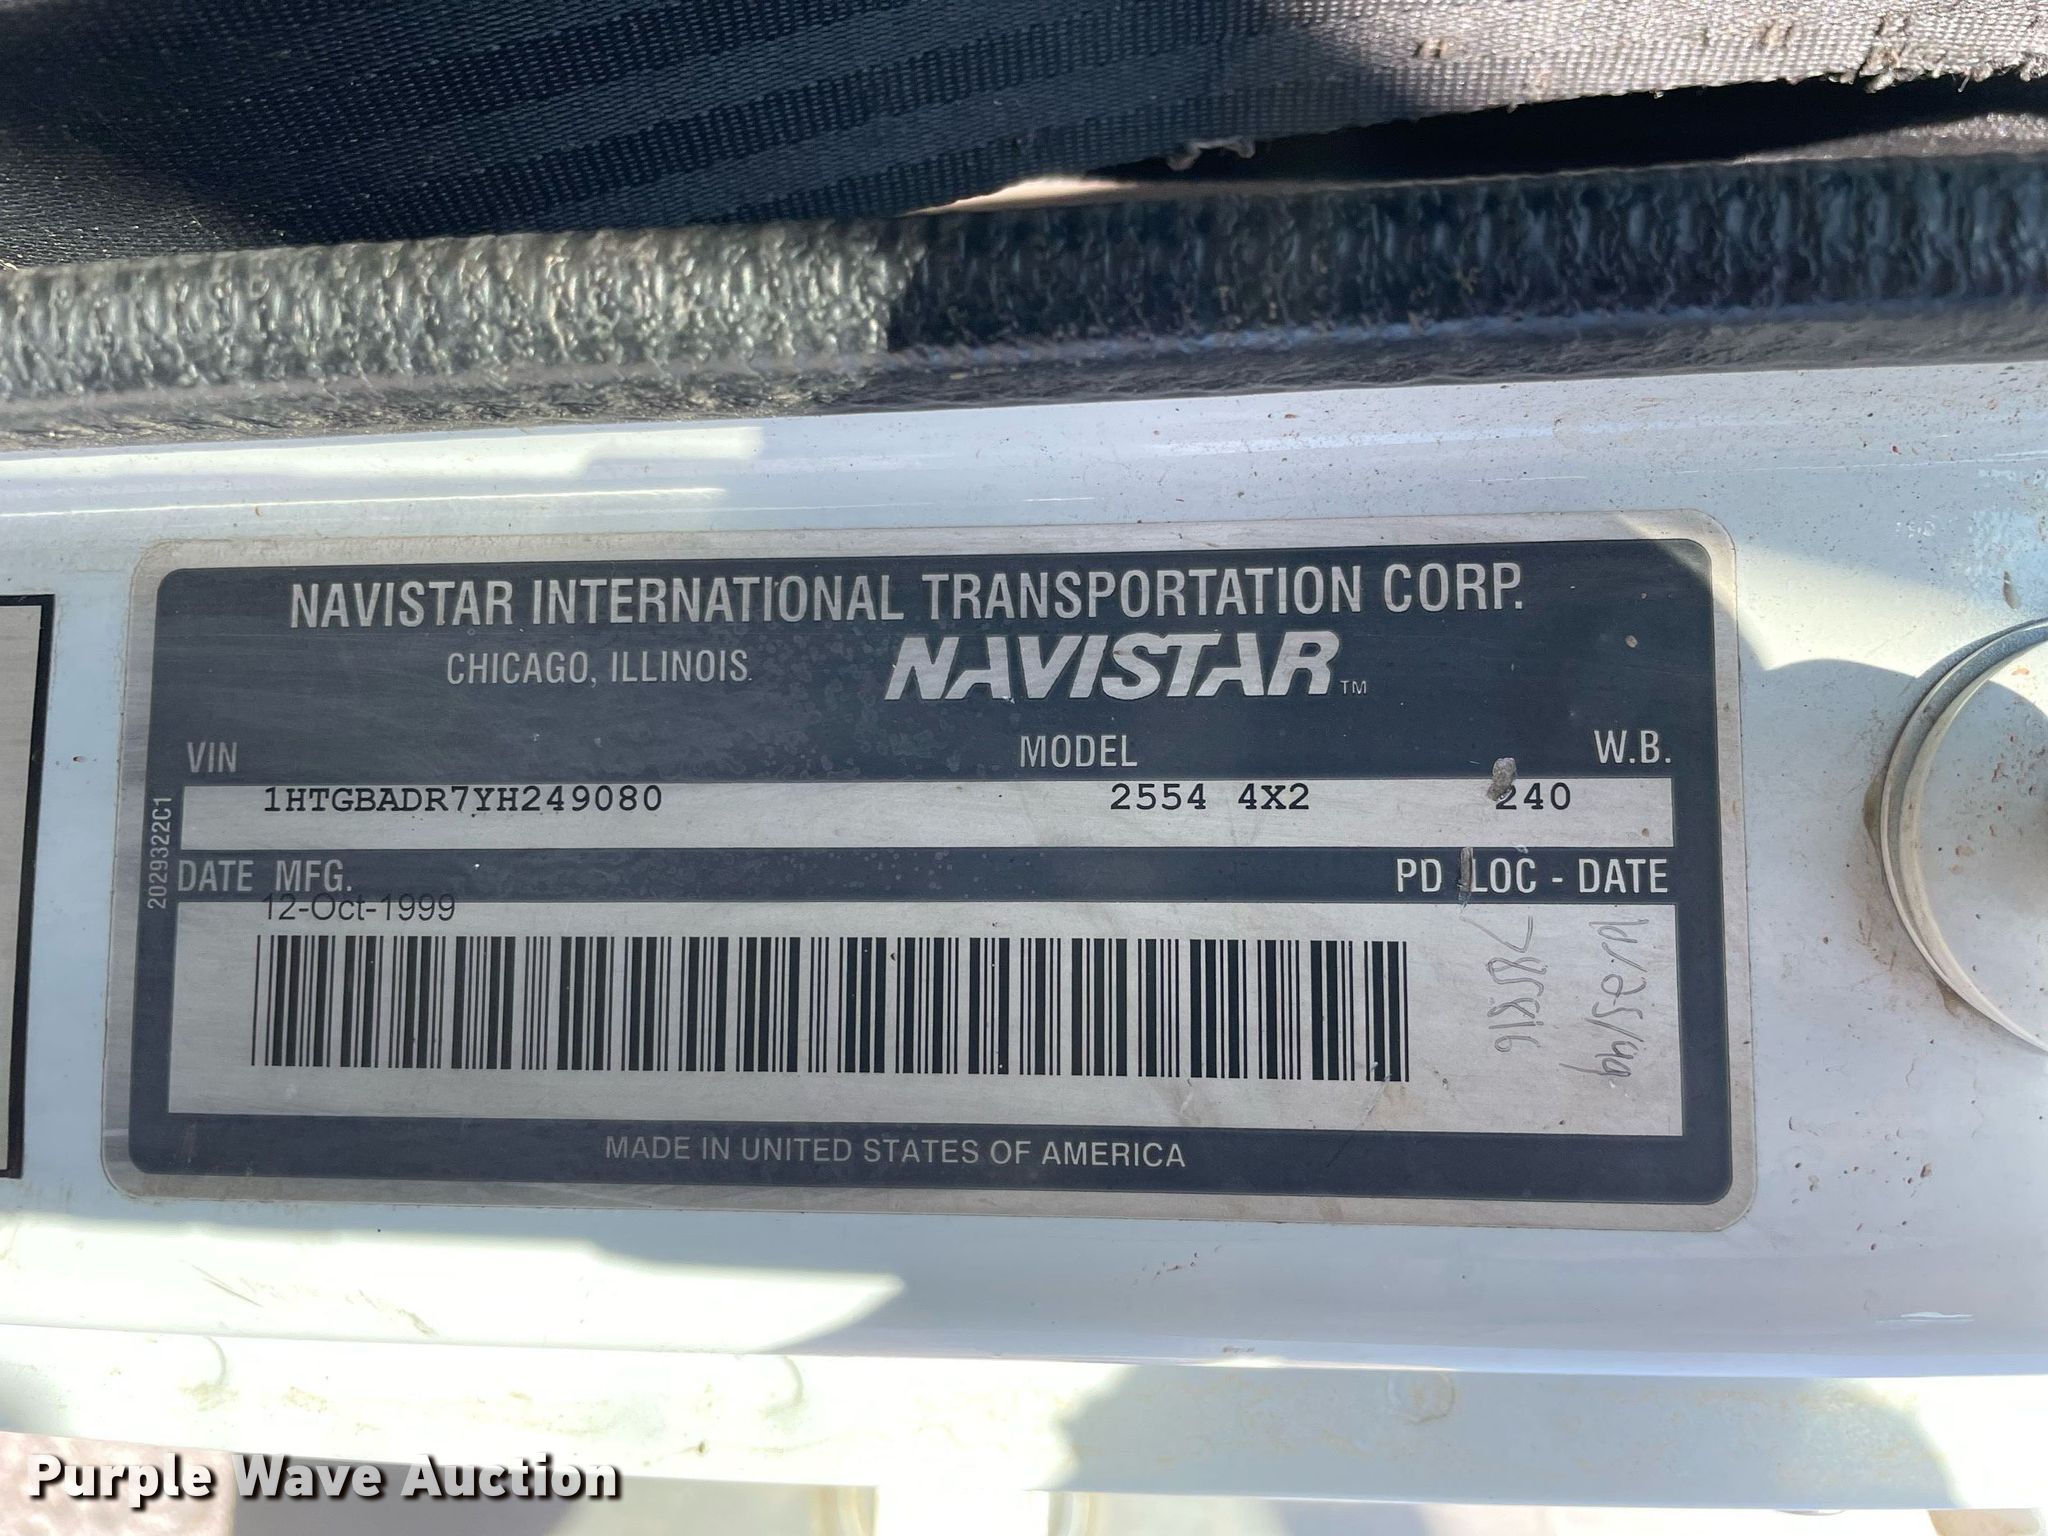 NAVISTAR INTERNATIONAL TRANSPORTATION CORP.
CHICAGO, ILLINOIS.
NAVISTAR™
VIN MODEL W.B.
1HTGBADR7YH249080 2554 4X2 240
2029322C1
DATE MFG. PD LOC - DATE
12-Oct-1999
MADE IN UNITED STATES OF AMERICA
Purple Wave Auction